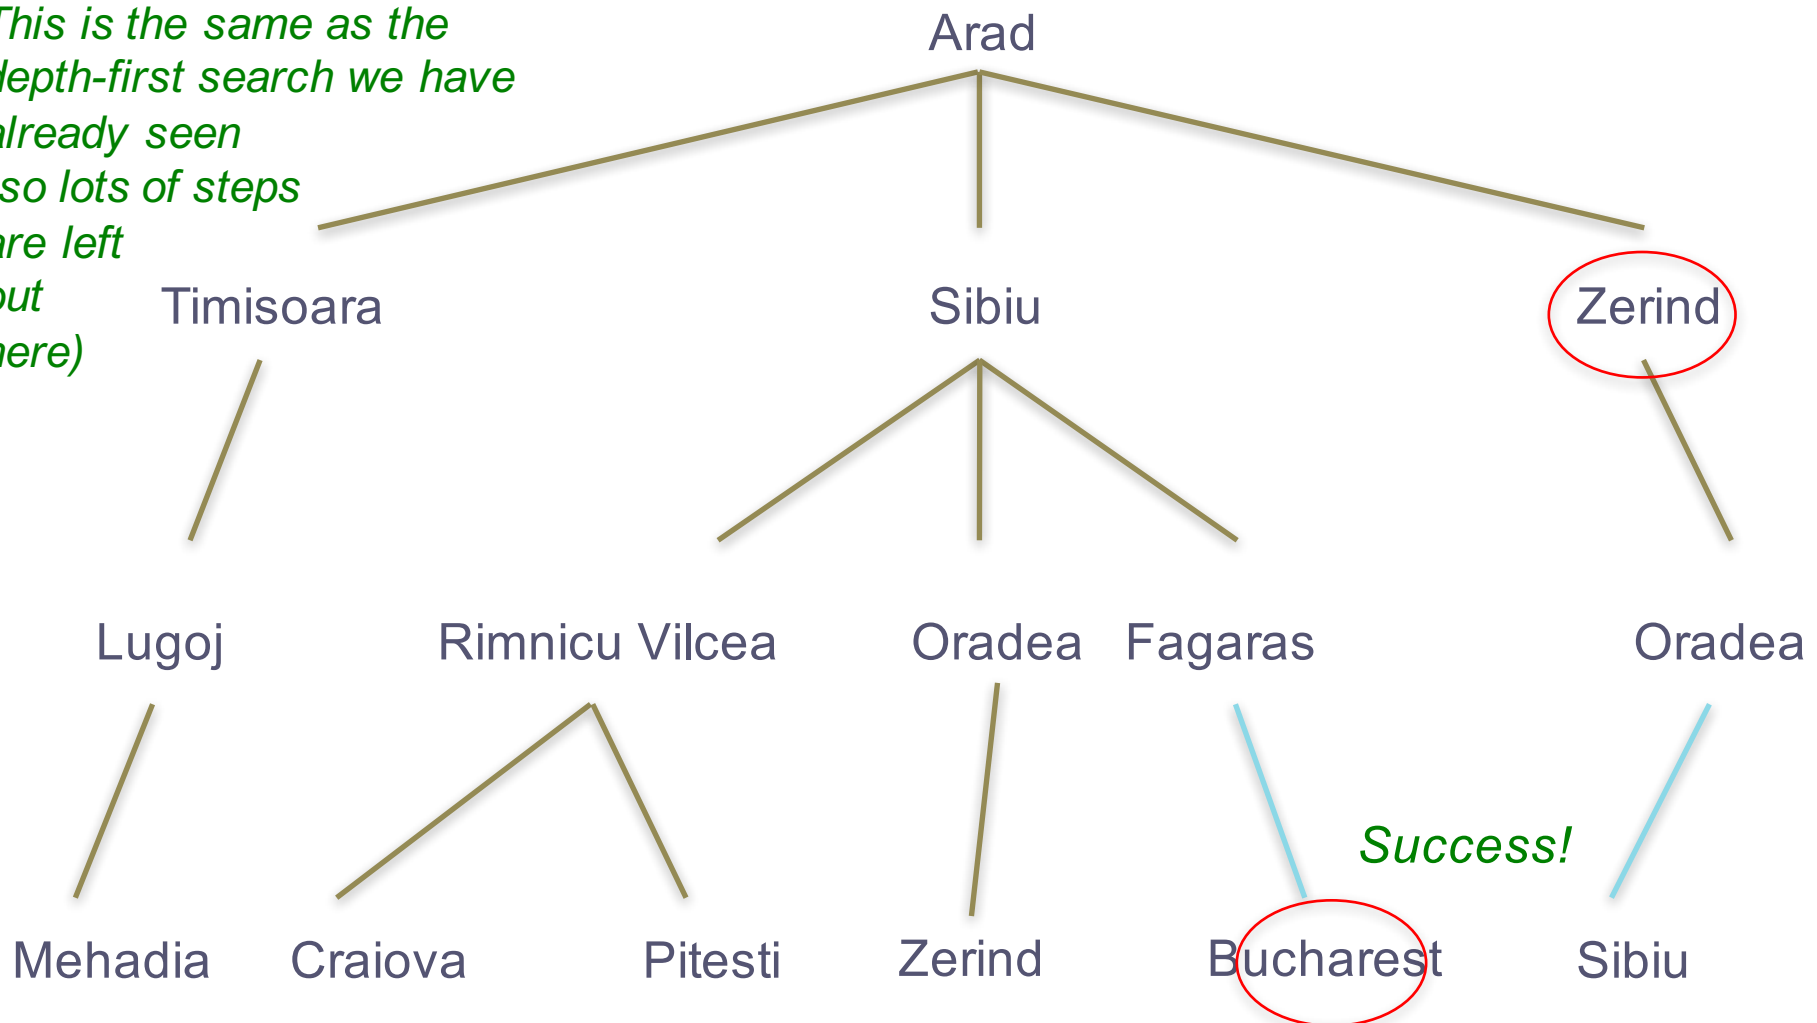 This is the same as the
depth-first search we have
already seen
so lots of steps
are left
out
here)
Arad
Timisoara
Sibiu
Zerind
Lugoj
Rimnicu Vilcea
Oradea
Fagaras
Oradea
Success!
Mehadia
Craiova
Pitesti
Zerind
Bucharest
Sibiu